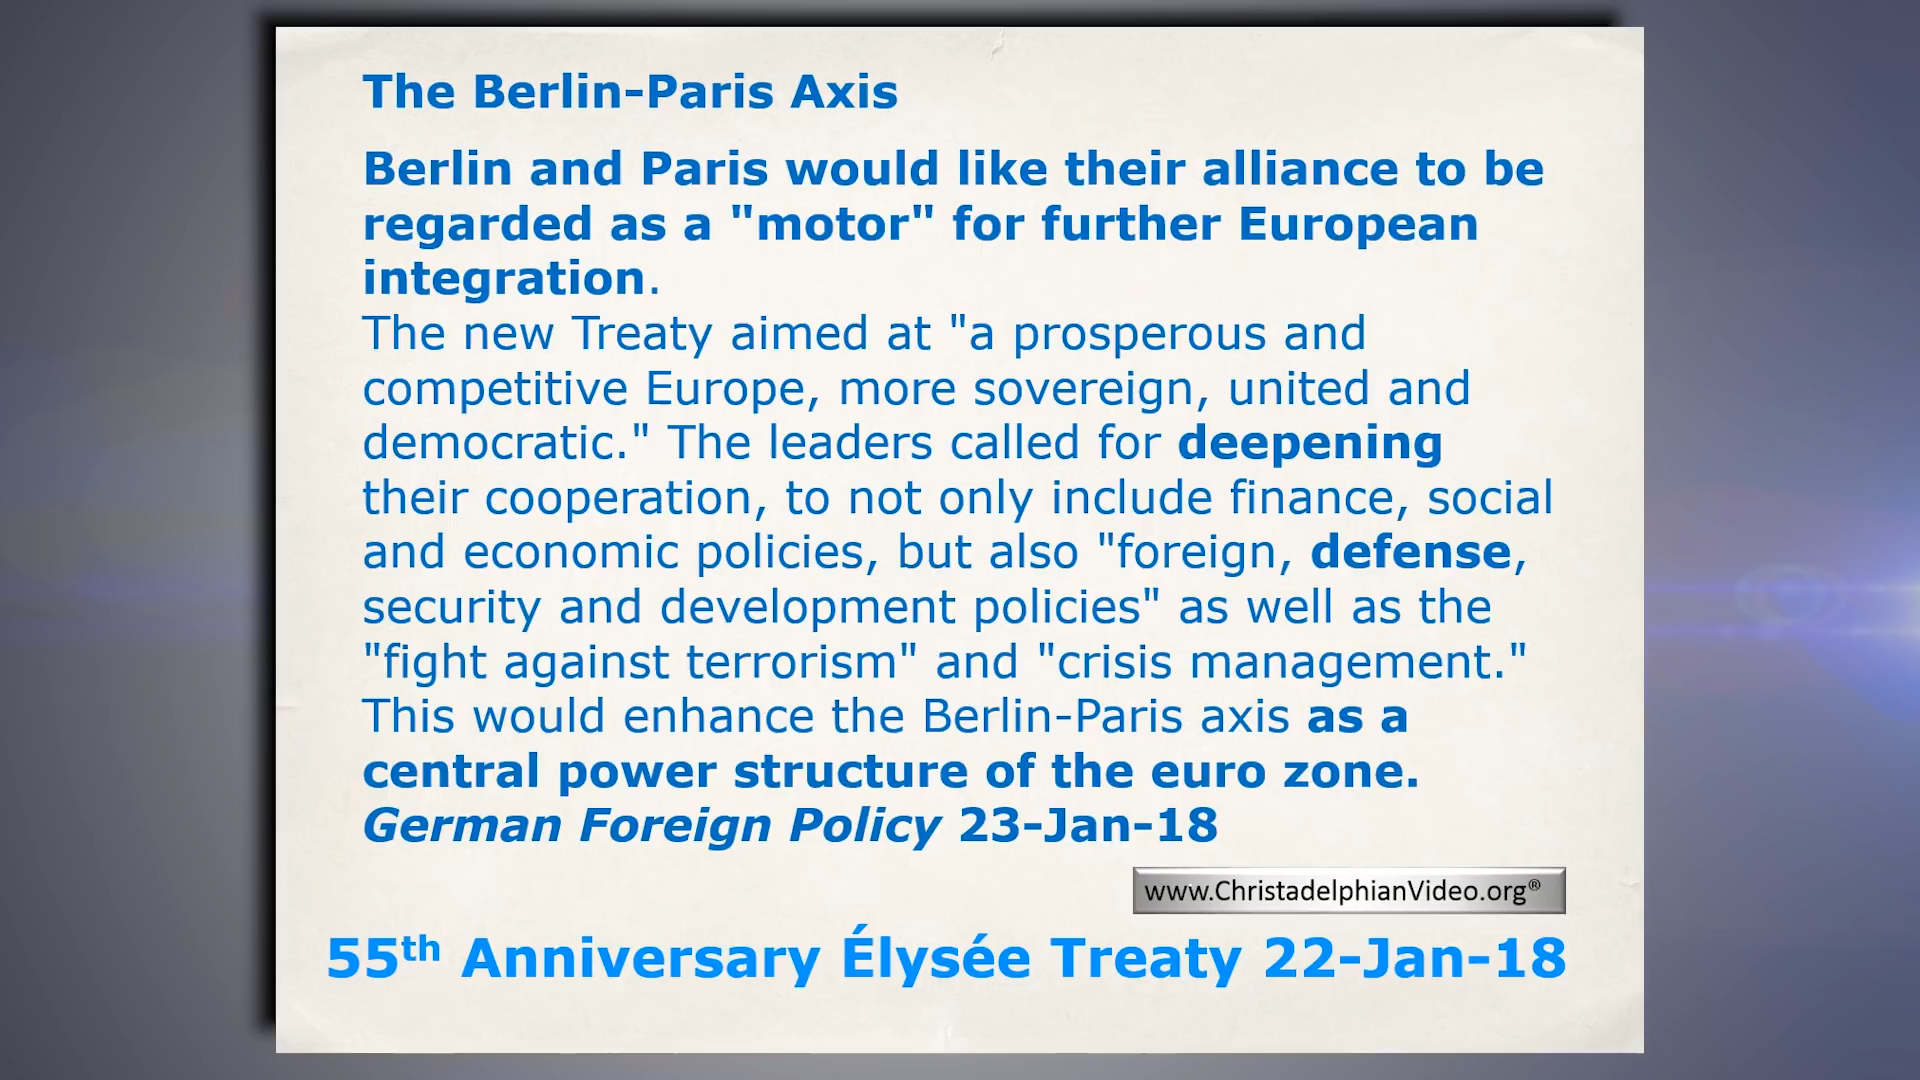 The Berlin-Paris Axis
Berlin and Paris would like their alliance to be
regarded as a "motor" for further European
integration.
The new Treaty aimed at "a prosperous and
competitive Europe, more sovereign, united and
democratic." The leaders called for deepening
their cooperation, to not only include finance, social
and economic policies, but also "foreign, defense,
security and development policies" as well as the
"fight against terrorism" and "crisis management."
This would enhance the Berlin-Paris axis as a
central power structure of the euro zone.
German Foreign Policy 23-Jan-18
www.ChristadelphianVideo.org®
55th Anniversary Élysée Treaty 22-Jan-18